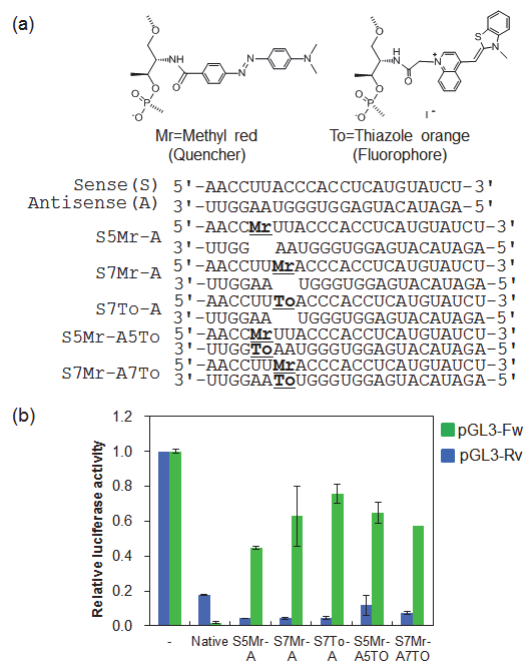 (a)
O
NH
O
O
P
O
-O
N
N
N
O
NH
O
O
P
O
-O
N
+
S
N
I-
Mr=Methyl red
(Quencher)
To=Thiazole orange
(Fluorophore)
Sense(S) 5'-AACCUUACCCACCUCAUGUAUCU-3'
Antisense(A) 3'-UUGGAAUGGGUGGAGUACAUAGA-5'
S5Mr-A
5'-AACCMrUUACCCACCUCAUGUAUCU-3'
3'-UUGG AAUGGGUGGAGUACAUAGA-5'
S7Mr-A
5'-AACCUUMrACCCACCUCAUGUAUCU-3'
3'-UUGGAA UGGGUGGAGUACAUAGA-5'
S7To-A
5'-AACCUUToACCCACCUCAUGUAUCU-3'
3'-UUGGAA UGGGUGGAGUACAUAGA-5'
S5Mr-A5To
5'-AACCMrUUACCCACCUCAUGUAUCU-3'
3'-UUGGToAAUGGGUGGAGUACAUAGA-5'
S7Mr-A7To
5'-AACCUUMrACCCACCUCAUGUAUCU-3'
3'-UUGGAAToUGGGUGGAGUACAUAGA-5'
(b)
Relative luciferase activity
1.2
1.0
0.8
0.6
0.4
0.2
0.0
pGL3-Fw
pGL3-Rv
- Native S5Mr-A S7Mr-A S7To-A S5Mr-A5TO S7Mr-A7TO